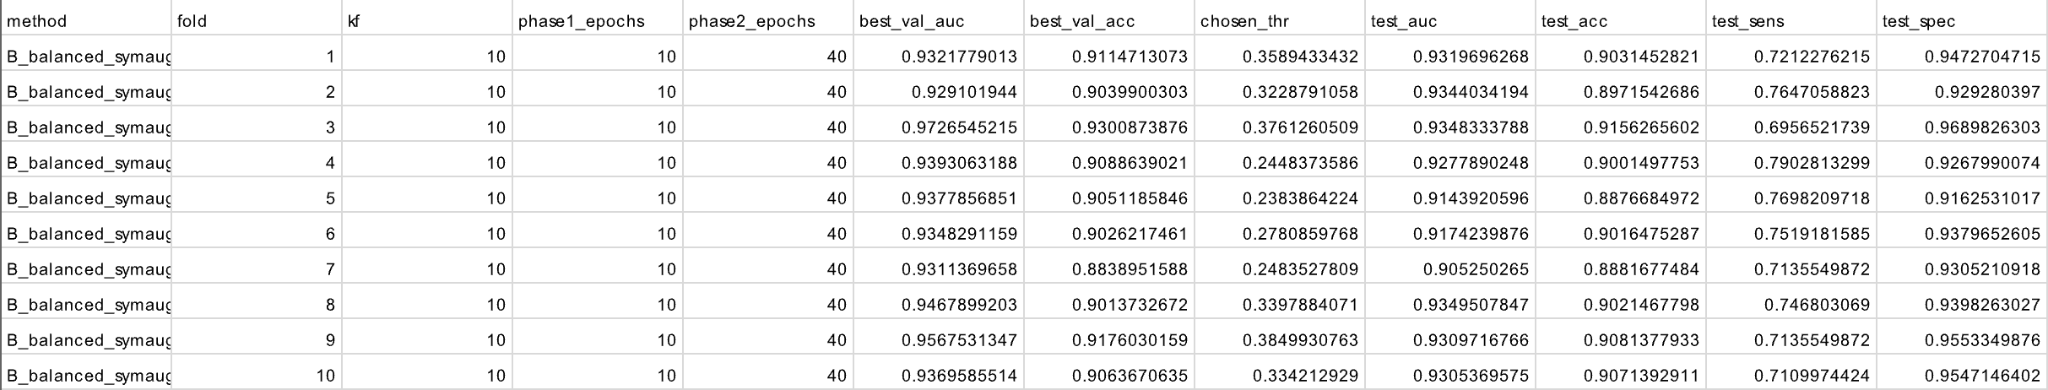 method fold kf phase1_epochs phase2_epochs best_val_auc best_val_acc chosen_thr test_auc test_acc test_sens test_spec
B_balanced_symaug 1 10 10 40 0.9321779013 0.9114713073 0.3589433432 0.9319696268 0.9031452821 0.7212276215 0.9472704715
B_balanced_symaug 2 10 10 40 0.929101944 0.9039900303 0.3228791058 0.9344034194 0.8971542686 0.7647058823 0.929280397
B_balanced_symaug 3 10 10 40 0.9726545215 0.9300873876 0.3761260509 0.9348333788 0.9156265602 0.6956521739 0.9689826303
B_balanced_symaug 4 10 10 40 0.9393063188 0.9088639021 0.2448373586 0.9277890248 0.9001497753 0.7902813299 0.9267990074
B_balanced_symaug 5 10 10 40 0.9377856851 0.9051185846 0.2383864224 0.9143920596 0.8876684972 0.7698209718 0.9162531017
B_balanced_symaug 6 10 10 40 0.9348291159 0.9026217461 0.2780859768 0.9174239876 0.9016475287 0.7519181585 0.9379652605
B_balanced_symaug 7 10 10 40 0.9311369658 0.8838951588 0.2483527809 0.905250265 0.8881677484 0.7135549872 0.9305210918
B_balanced_symaug 8 10 10 40 0.9467899203 0.9013732672 0.3397884071 0.9349507847 0.9021467798 0.746803069 0.9398263027
B_balanced_symaug 9 10 10 40 0.9567531347 0.9176030159 0.3849930763 0.9309716766 0.9081377933 0.7135549872 0.9553349876
B_balanced_symaug 10 10 10 40 0.9369585514 0.9063670635 0.334212929 0.9305369575 0.9071392911 0.7109974424 0.9547146402